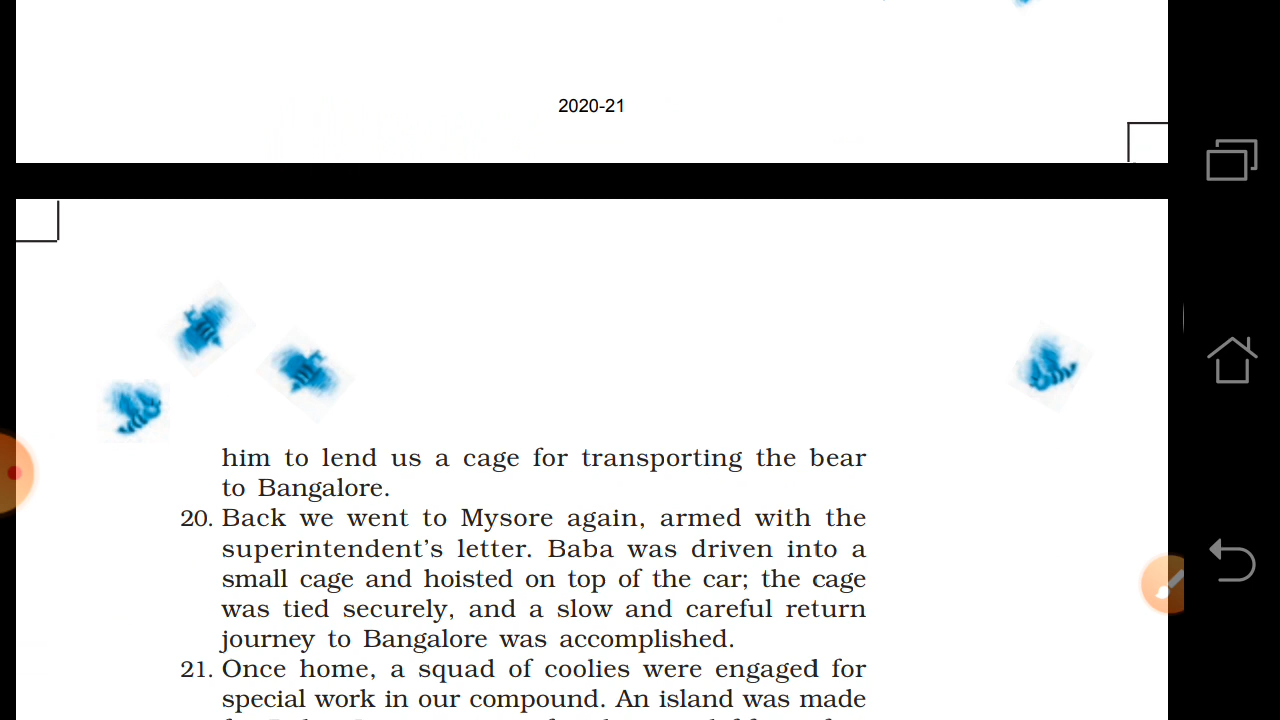 2020-21
him to lend us a cage for transporting the bear
to Bangalore.
20. Back we went to Mysore again, armed with the
superintendent's letter. Baba was driven into a
small cage and hoisted on top of the car; the cage
was tied securely, and a slow and careful return
journey to Bangalore was accomplished.
21. Once home, a squad of coolies were engaged for
special work in our compound. An island was made